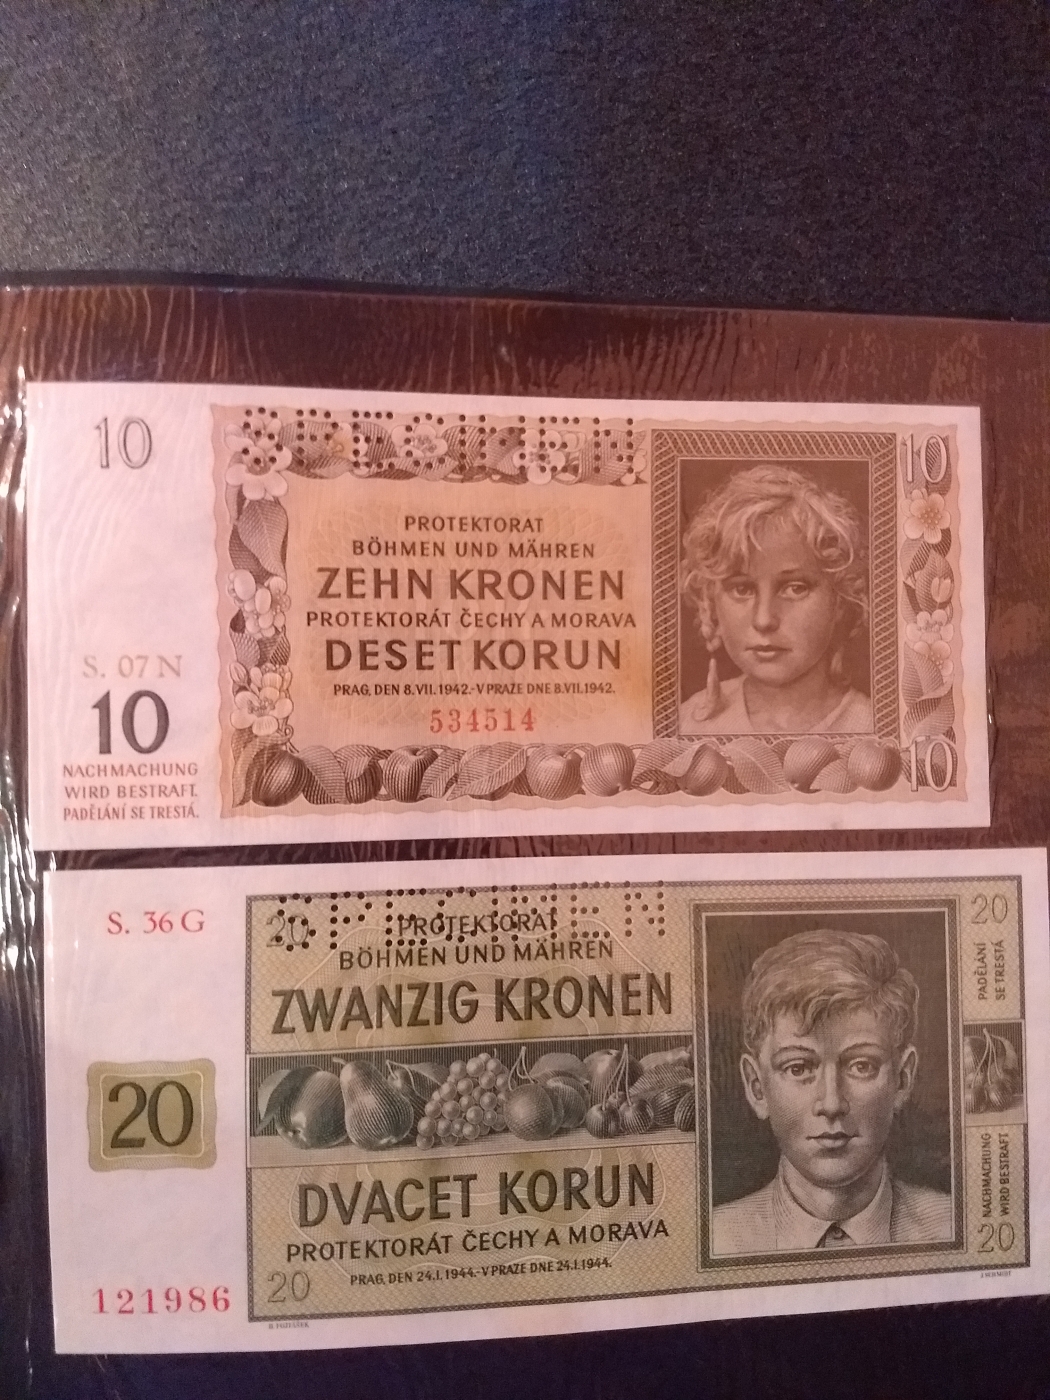 10
SPECIMEN
10
PROTEKTORAT
BÖHMEN UND MÄHREN
ZEHN KRONEN
PROTEKTORÁT ČECHY A MORAVA
DESET KORUN
PRAG, DEN 8.VII.1942.-V PRAZE DNE 8.VII.1942.
534514
S. 07 N
10
NACHMACHUNG
WIRD BESTRAFT.
PADĚLÁNÍ SE TRESTÁ.
10
S. 36 G
20
SPECIMEN
PROTEKTORAT
BÖHMEN UND MÄHREN
ZWANZIG KRONEN
20
PADĚLÁNÍ
SE TRESTÁ
20
DVACET KORUN
PROTEKTORÁT ČECHY A MORAVA
PRAG, DEN 24.I.1944.-V PRAZE DNE 24.I.1944.
NACHMACHUNG
WIRD BESTRAFT
20
20
121986